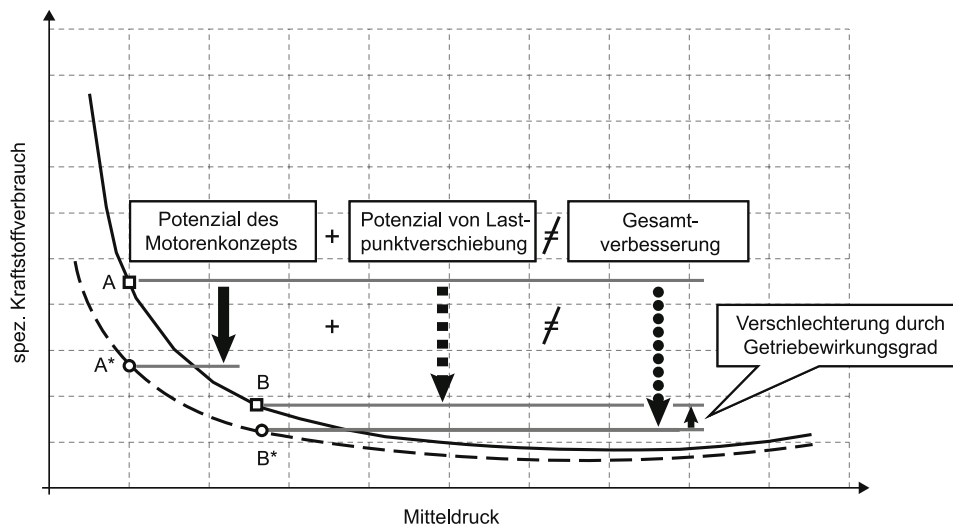 Potenzial des
Motorenkonzepts
+
Potenzial von Last-
punktverschiebung
≠
Gesamt-
verbesserung
A
+
≠
Verschlechterung durch
Getriebewirkungsgrad
A*
B
B*
spez. Kraftstoffverbrauch
Mitteldruck